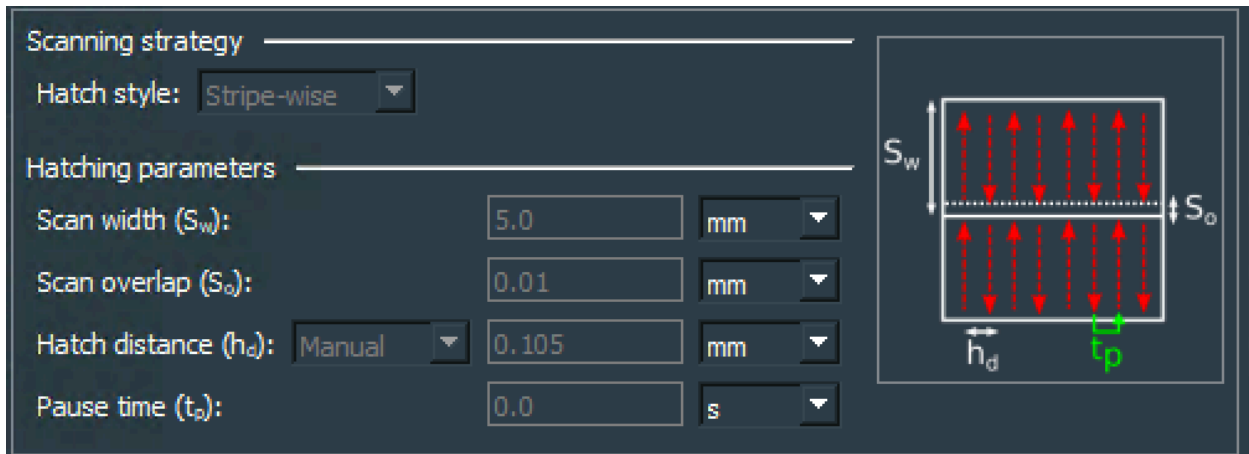 Scanning strategy
Hatch style: Stripe-wise
Hatching parameters
Scan width (Sw): 5.0 mm
Scan overlap (So): 0.01 mm
Hatch distance (hd): Manual 0.105 mm
Pause time (tp): 0.0 s
Sw
So
hd
tp